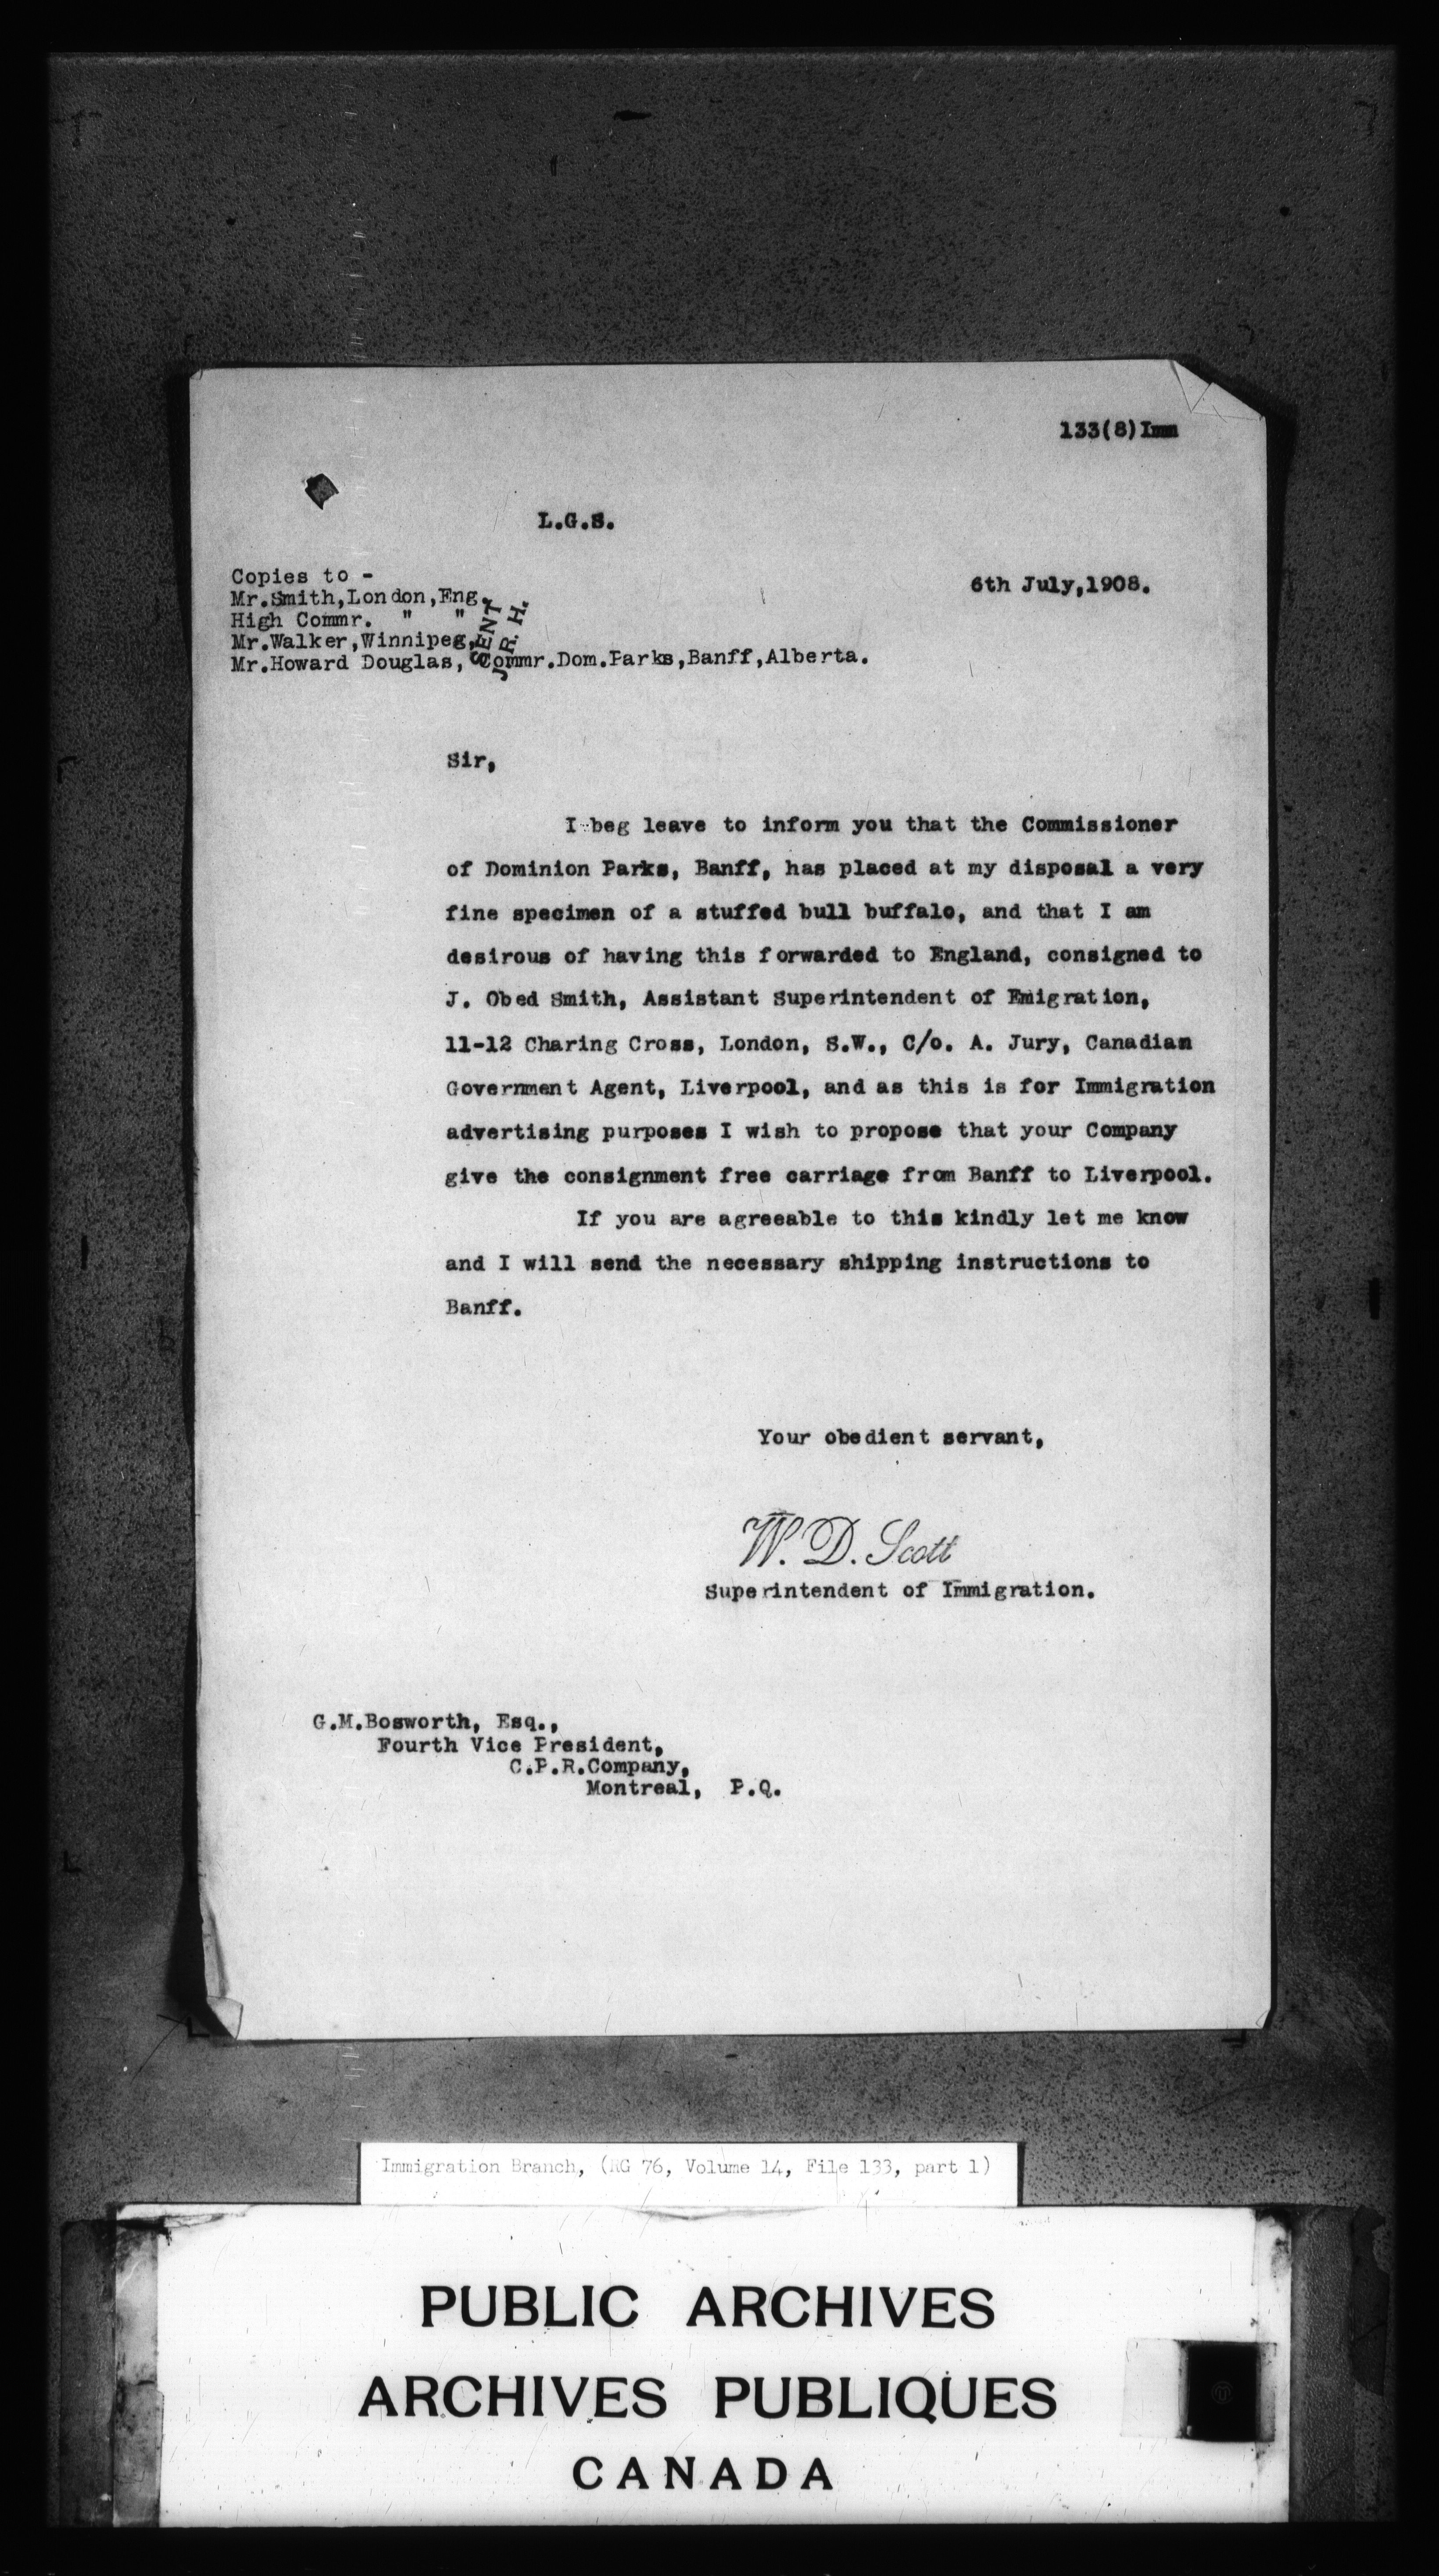 133(8)Imm
L.G.S.
Copies to -
6th July,1908.
Mr.Smith,London,Eng.
High Commr. " "
Mr.Walker,Winnipeg,
Mr.Howard Douglas, Commr.Dom.Parks,Banff,Alberta.
SENT
J.R.H.
Sir,
I beg leave to inform you that the Commissioner
of Dominion Parks, Banff, has placed at my disposal a very
fine specimen of a stuffed bull buffalo, and that I am
desirous of having this forwarded to England, consigned to
J. Obed Smith, Assistant Superintendent of Emigration,
11-12 Charing Cross, London, S.W., C/o. A. Jury, Canadian
Government Agent, Liverpool, and as this is for Immigration
advertising purposes I wish to propose that your Company
give the consignment free carriage from Banff to Liverpool.
If you are agreeable to this kindly let me know
and I will send the necessary shipping instructions to
Banff.
Your obedient servant,
W. D. Scott
Superintendent of Immigration.
G.M.Bosworth, Esq.,
Fourth Vice President,
C.P.R.Company,
Montreal, P.Q.
Immigration Branch, (RG 76, Volume 14, File 133, part 1)
PUBLIC ARCHIVES
ARCHIVES PUBLIQUES
CANADA